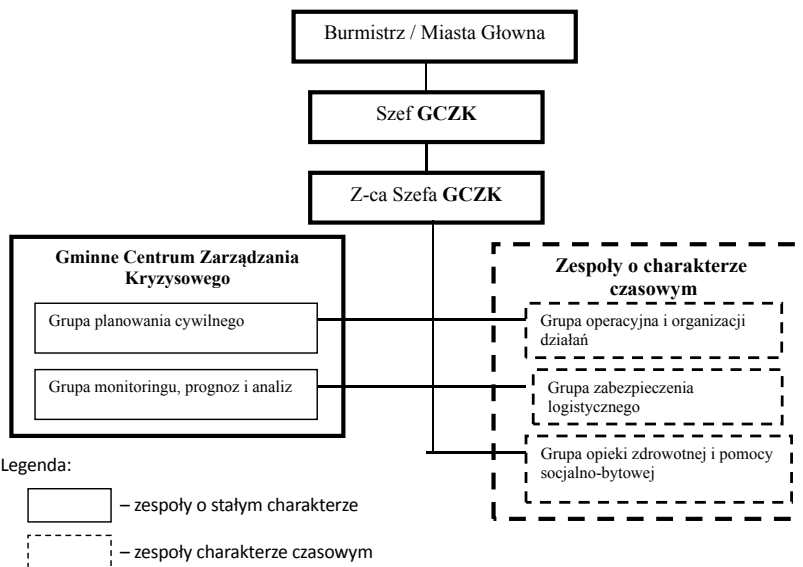 Burmistrz / Miasta Głowna
Szef GCZK
Z-ca Szefa GCZK
Gminne Centrum Zarządzania
Kryzysowego
Grupa planowania cywilnego
Grupa monitoringu, prognoz i analiz
Zespoły o charakterze
czasowym
Grupa operacyjna i organizacji
działań
Grupa zabezpieczenia
logistycznego
Grupa opieki zdrowotnej i pomocy
socjalno-bytowej
Legenda:
– zespoły o stałym charakterze
– zespoły charakterze czasowym